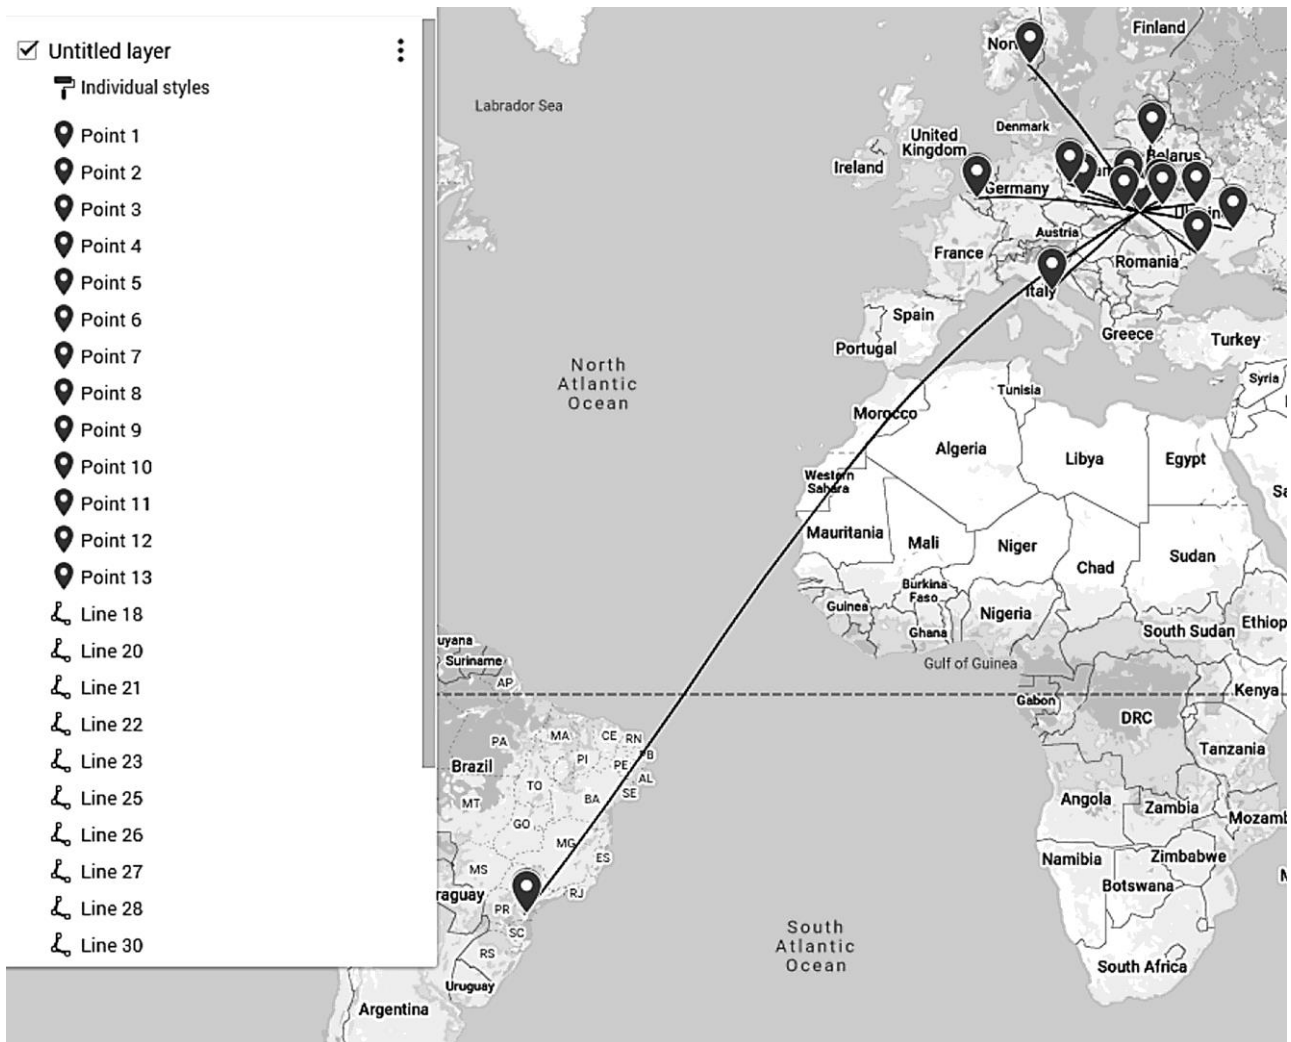 Untitled layer
Individual styles
Point 1
Point 2
Point 3
Point 4
Point 5
Point 6
Point 7
Point 8
Point 9
Point 10
Point 11
Point 12
Point 13
Line 18
Line 20
Line 21
Line 22
Line 23
Line 25
Line 26
Line 27
Line 28
Line 30
Finland
Nor
Labrador Sea
Denmark
United
Kingdom
Ireland
Belarus
Germany
Austria
France
Romania
Italy
Spain
Greece
Turkey
Portugal
North
Atlantic
Ocean
Syria
Tunisia
Morocco
Algeria
Libya
Egypt
Western
Sahara
Sa
Mauritania
Mali
Niger
Chad
Sudan
Burkina
Faso
Guinea
Nigeria
Ghana
South Sudan
Ethiop
uyana
Suriname
Gulf of Guinea
AP
Gabon
Kenya
DRC
PA
MA
CE
RN
PB
Brazil
PI
PE
Tanzania
TO
AL
MT
BA
SE
Angola
Zambia
Mozamb
GO
MG
ES
Namibia
Zimbabwe
MS
Botswana
raguay
RJ
PR
SC
South
Atlantic
Ocean
RS
South Africa
Uruguay
Argentina